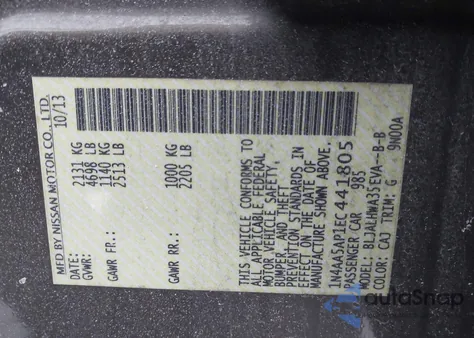 MFD BY NISSAN MOTOR CO., LTD.
10/13
GVWR: 2131 KG
4698 LB
GAWR FR.: 1140 KG
2513 LB
GAWR RR.: 1000 KG
2205 LB
THIS VEHICLE CONFORMS TO
ALL APPLICABLE FEDERAL
MOTOR VEHICLE SAFETY,
BUMPER, AND THEFT
PREVENTION STANDARDS IN
EFFECT ON THE DATE OF
MANUFACTURE SHOWN ABOVE.
1N4AA5AP1EC441805
PASSENGER CAR 985
MODEL: BLJALHWA35EVA--B-B
COLOR: CAJ TRIM: G 9N00A
autoSnap